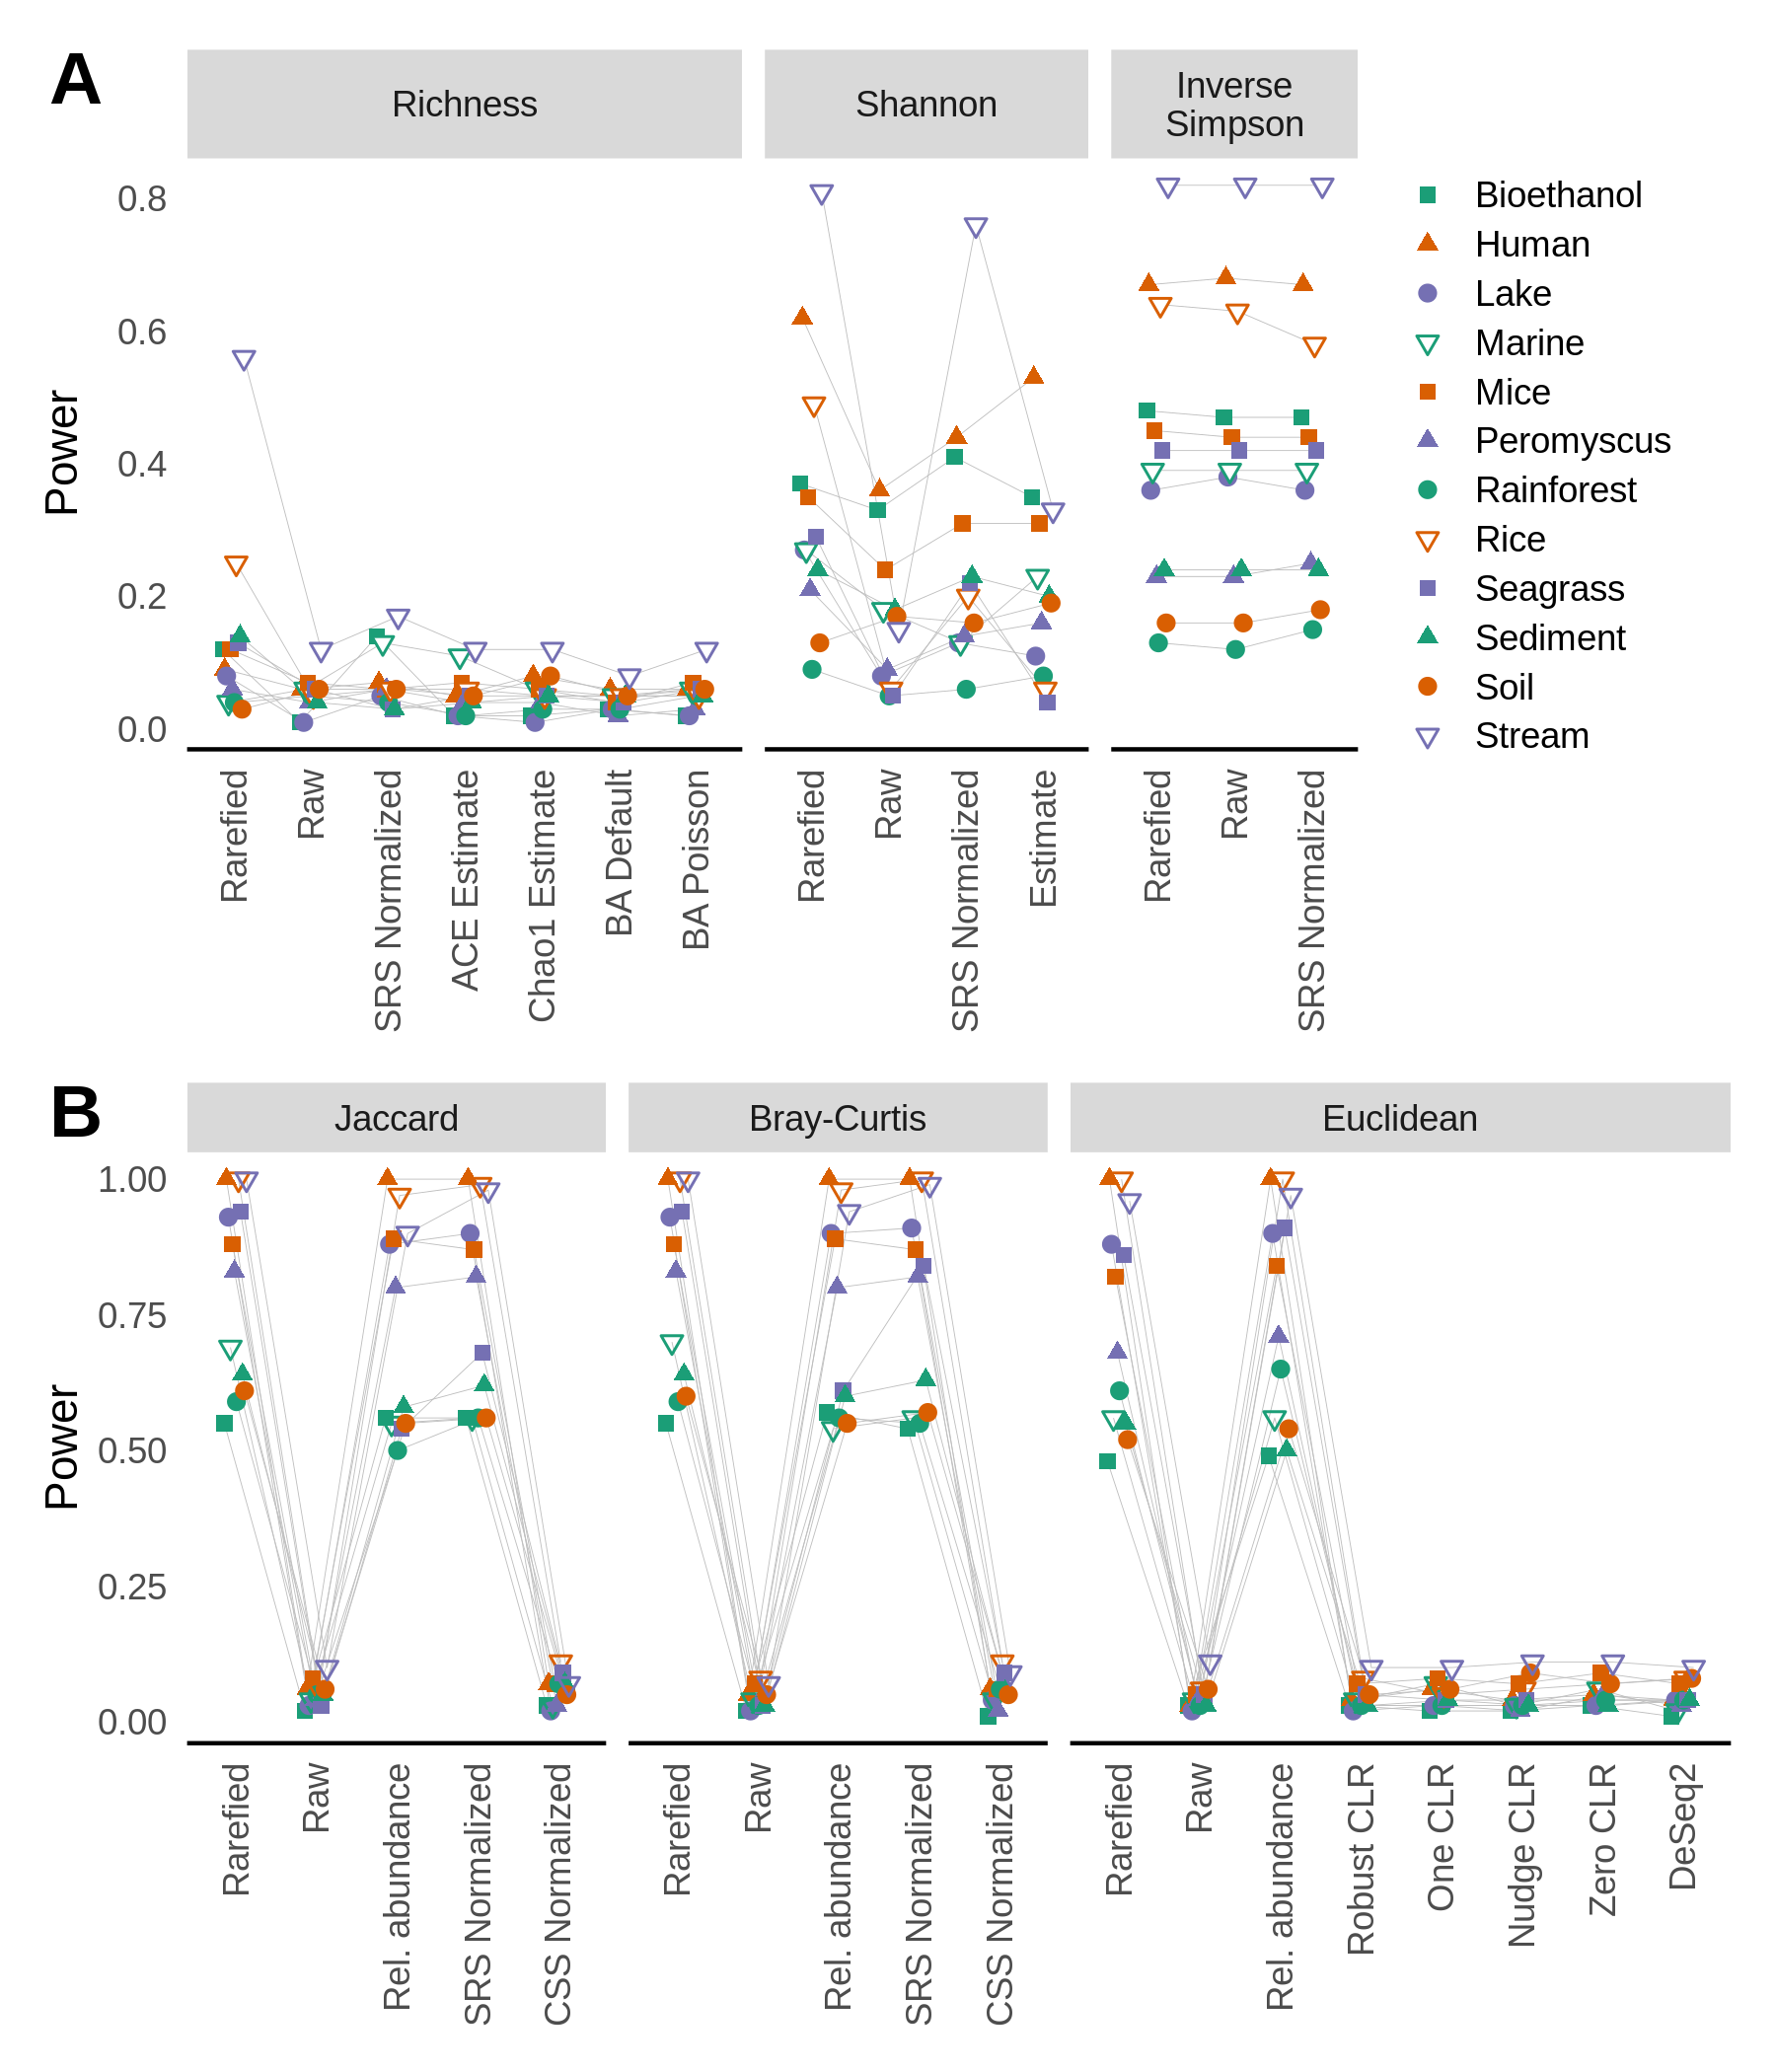 A
Richness
Shannon
Inverse
Simpson
0.8
0.6
0.4
0.2
0.0
Power
Rarefied
Raw
SRS Normalized
ACE Estimate
Chao1 Estimate
BA Default
BA Poisson
Rarefied
Raw
SRS Normalized
Estimate
Rarefied
Raw
SRS Normalized
Bioethanol
Human
Lake
Marine
Mice
Peromyscus
Rainforest
Rice
Seagrass
Sediment
Soil
Stream
B
Jaccard
Bray-Curtis
Euclidean
1.00
0.75
0.50
0.25
0.00
Power
Rarefied
Raw
Rel. abundance
SRS Normalized
CSS Normalized
Rarefied
Raw
Rel. abundance
SRS Normalized
CSS Normalized
Rarefied
Raw
Rel. abundance
Robust CLR
One CLR
Nudge CLR
Zero CLR
DeSeq2